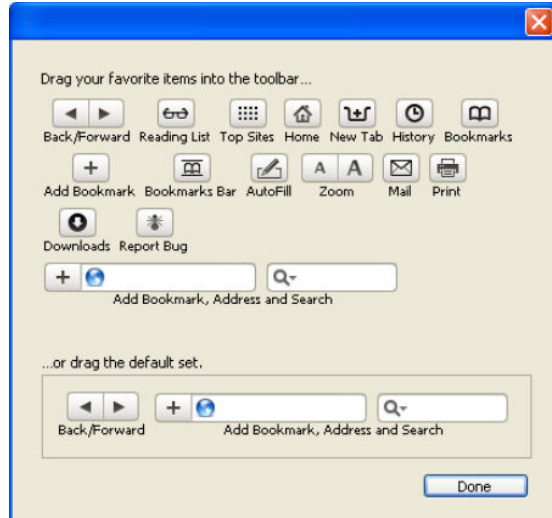 Drag your favorite items into the toolbar...
Back/Forward Reading List Top Sites Home New Tab History Bookmarks
A A
Add Bookmark Bookmarks Bar AutoFill Zoom Mail Print
Downloads Report Bug
Add Bookmark, Address and Search
...or drag the default set.
Back/Forward Add Bookmark, Address and Search
Done